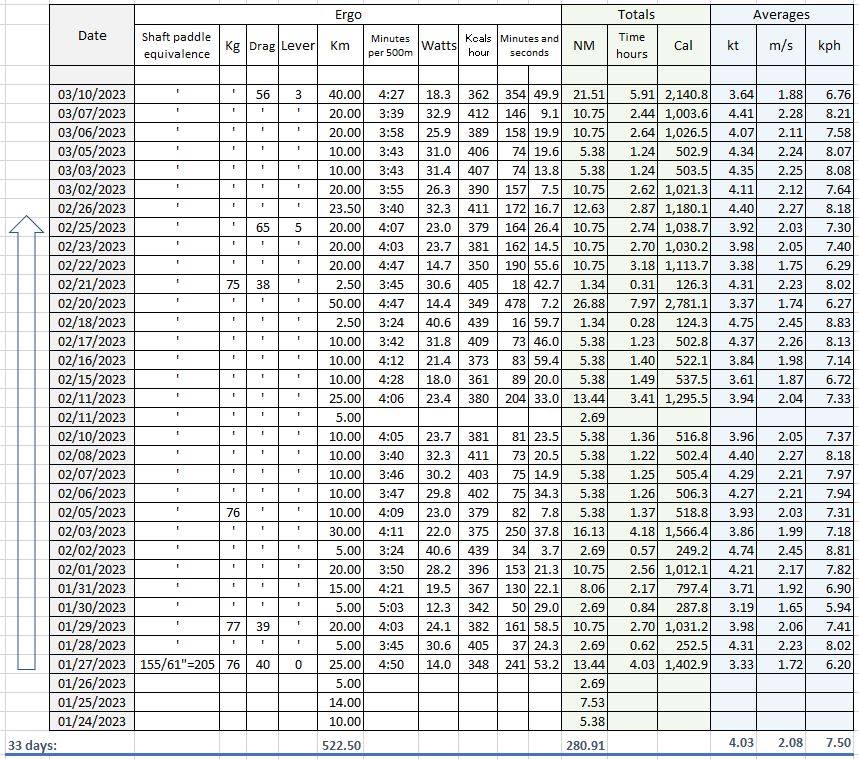 Ergo Totals Averages
Date Shaft paddle equivalence Kg Drag Lever Km Minutes per 500m Watts Kcals hour Minutes and seconds NM Time hours Cal kt m/s kph
03/10/2023 ' ' 56 3 40.00 4:27 18.3 362 354 49.9 21.51 5.91 2,140.8 3.64 1.88 6.76
03/07/2023 ' ' ' ' 20.00 3:39 32.9 412 146 9.1 10.75 2.44 1,003.6 4.41 2.28 8.21
03/06/2023 ' ' ' ' 20.00 3:58 25.9 389 158 19.9 10.75 2.64 1,026.5 4.07 2.11 7.58
03/05/2023 ' ' ' ' 10.00 3:43 31.0 406 74 19.6 5.38 1.24 502.9 4.34 2.24 8.07
03/03/2023 ' ' ' ' 10.00 3:43 31.4 407 74 13.8 5.38 1.24 503.5 4.35 2.25 8.08
03/02/2023 ' ' ' ' 20.00 3:55 26.3 390 157 7.5 10.75 2.62 1,021.3 4.11 2.12 7.64
02/26/2023 ' ' ' ' 23.50 3:40 32.3 411 172 16.7 12.63 2.87 1,180.1 4.40 2.27 8.18
02/25/2023 ' ' 65 5 20.00 4:07 23.0 379 164 26.4 10.75 2.74 1,038.7 3.92 2.03 7.30
02/23/2023 ' ' ' ' 20.00 4:03 23.7 381 162 14.5 10.75 2.70 1,030.2 3.98 2.05 7.40
02/22/2023 ' ' ' ' 20.00 4:47 14.7 350 190 55.6 10.75 3.18 1,113.7 3.38 1.75 6.29
02/21/2023 ' 75 38 ' 2.50 3:45 30.6 405 18 42.7 1.34 0.31 126.3 4.31 2.23 8.02
02/20/2023 ' ' ' ' 50.00 4:47 14.4 349 478 7.2 26.88 7.97 2,781.1 3.37 1.74 6.27
02/18/2023 ' ' ' ' 2.50 3:24 40.6 439 16 59.7 1.34 0.28 124.3 4.75 2.45 8.83
02/17/2023 ' ' ' ' 10.00 3:42 31.8 409 73 46.0 5.38 1.23 502.8 4.37 2.26 8.13
02/16/2023 ' ' ' ' 10.00 4:12 21.4 373 83 59.4 5.38 1.40 522.1 3.84 1.98 7.14
02/15/2023 ' ' ' ' 10.00 4:28 18.0 361 89 20.0 5.38 1.49 537.5 3.61 1.87 6.72
02/11/2023 ' ' ' ' 25.00 4:06 23.4 380 204 33.0 13.44 3.41 1,295.5 3.94 2.04 7.33
02/11/2023 ' ' ' ' 5.00 2.69
02/10/2023 ' ' ' ' 10.00 4:05 23.7 381 81 23.5 5.38 1.36 516.8 3.96 2.05 7.37
02/08/2023 ' ' ' ' 10.00 3:40 32.3 411 73 20.5 5.38 1.22 502.4 4.40 2.27 8.18
02/07/2023 ' ' ' ' 10.00 3:46 30.2 403 75 14.9 5.38 1.25 505.4 4.29 2.21 7.97
02/06/2023 ' ' ' ' 10.00 3:47 29.8 402 75 34.3 5.38 1.26 506.3 4.27 2.21 7.94
02/05/2023 ' 76 ' ' 10.00 4:09 23.0 379 82 7.8 5.38 1.37 518.8 3.93 2.03 7.31
02/03/2023 ' ' ' ' 30.00 4:11 22.0 375 250 37.8 16.13 4.18 1,566.4 3.86 1.99 7.18
02/02/2023 ' ' ' ' 5.00 3:24 40.6 439 34 3.7 2.69 0.57 249.2 4.74 2.45 8.81
02/01/2023 ' ' ' ' 20.00 3:50 28.2 396 153 21.3 10.75 2.56 1,012.1 4.21 2.17 7.82
01/31/2023 ' ' ' ' 15.00 4:21 19.5 367 130 22.1 8.06 2.17 797.4 3.71 1.92 6.90
01/30/2023 ' ' ' ' 5.00 5:03 12.3 342 50 29.0 2.69 0.84 287.8 3.19 1.65 5.94
01/29/2023 ' 77 39 ' 20.00 4:03 24.1 382 161 58.5 10.75 2.70 1,031.2 3.98 2.06 7.41
01/28/2023 ' ' ' ' 5.00 3:45 30.6 405 37 24.3 2.69 0.62 252.5 4.31 2.23 8.02
01/27/2023 155/61"=205 76 40 0 25.00 4:50 14.0 348 241 53.2 13.44 4.03 1,402.9 3.33 1.72 6.20
01/26/2023 5.00 2.69
01/25/2023 14.00 7.53
01/24/2023 10.00 5.38
33 days: 522.50 280.91 4.03 2.08 7.50